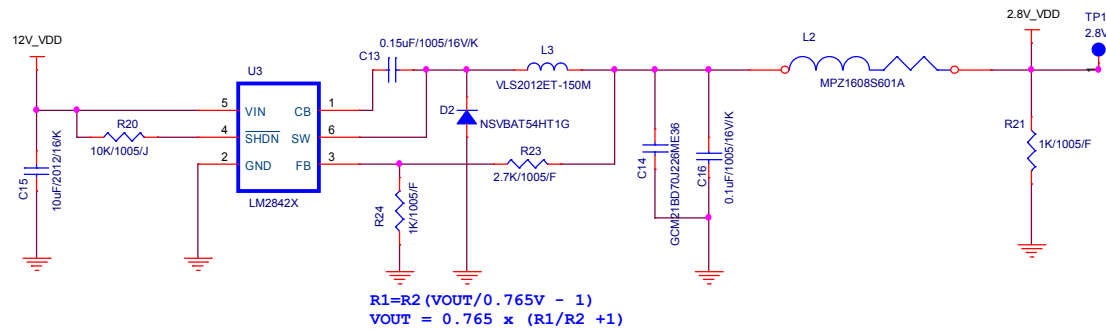 12V_VDD
C15
10uF/2012/16/K
R20
10K/1005/J
U3
5
VIN
CB
1
4
SHDN
SW
6
2
GND
FB
3
LM2842X
0.15uF/1005/16V/K
C13
D2
NSVBAT54HT1G
L3
VLS2012ET-150M
R23
2.7K/1005/F
R24
1K/1005/F
C14
GCM21BD70J226ME36
C16
0.1uF/1005/16V/K
L2
MPZ1608S601A
2.8V_VDD
TP1
2.8V
1
R21
1K/1005/F
R1=R2(VOUT/0.765V - 1)
VOUT = 0.765 x (R1/R2 +1)